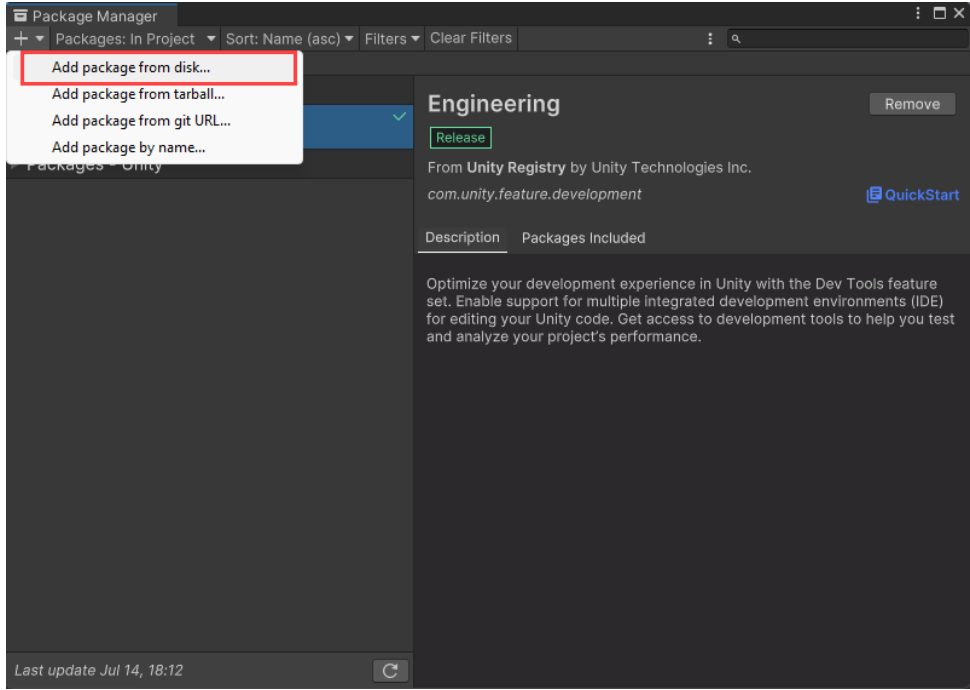 Package Manager
+ Packages: In Project Sort: Name (asc) Filters Clear Filters
Add package from disk...
Add package from tarball...
Add package from git URL...
Add package by name...
Packages - Unity
Engineering
Remove
Release
From Unity Registry by Unity Technologies Inc.
com.unity.feature.development
QuickStart
Description Packages Included
Optimize your development experience in Unity with the Dev Tools feature
set. Enable support for multiple integrated development environments (IDE)
for editing your Unity code. Get access to development tools to help you test
and analyze your project's performance.
Last update Jul 14, 18:12